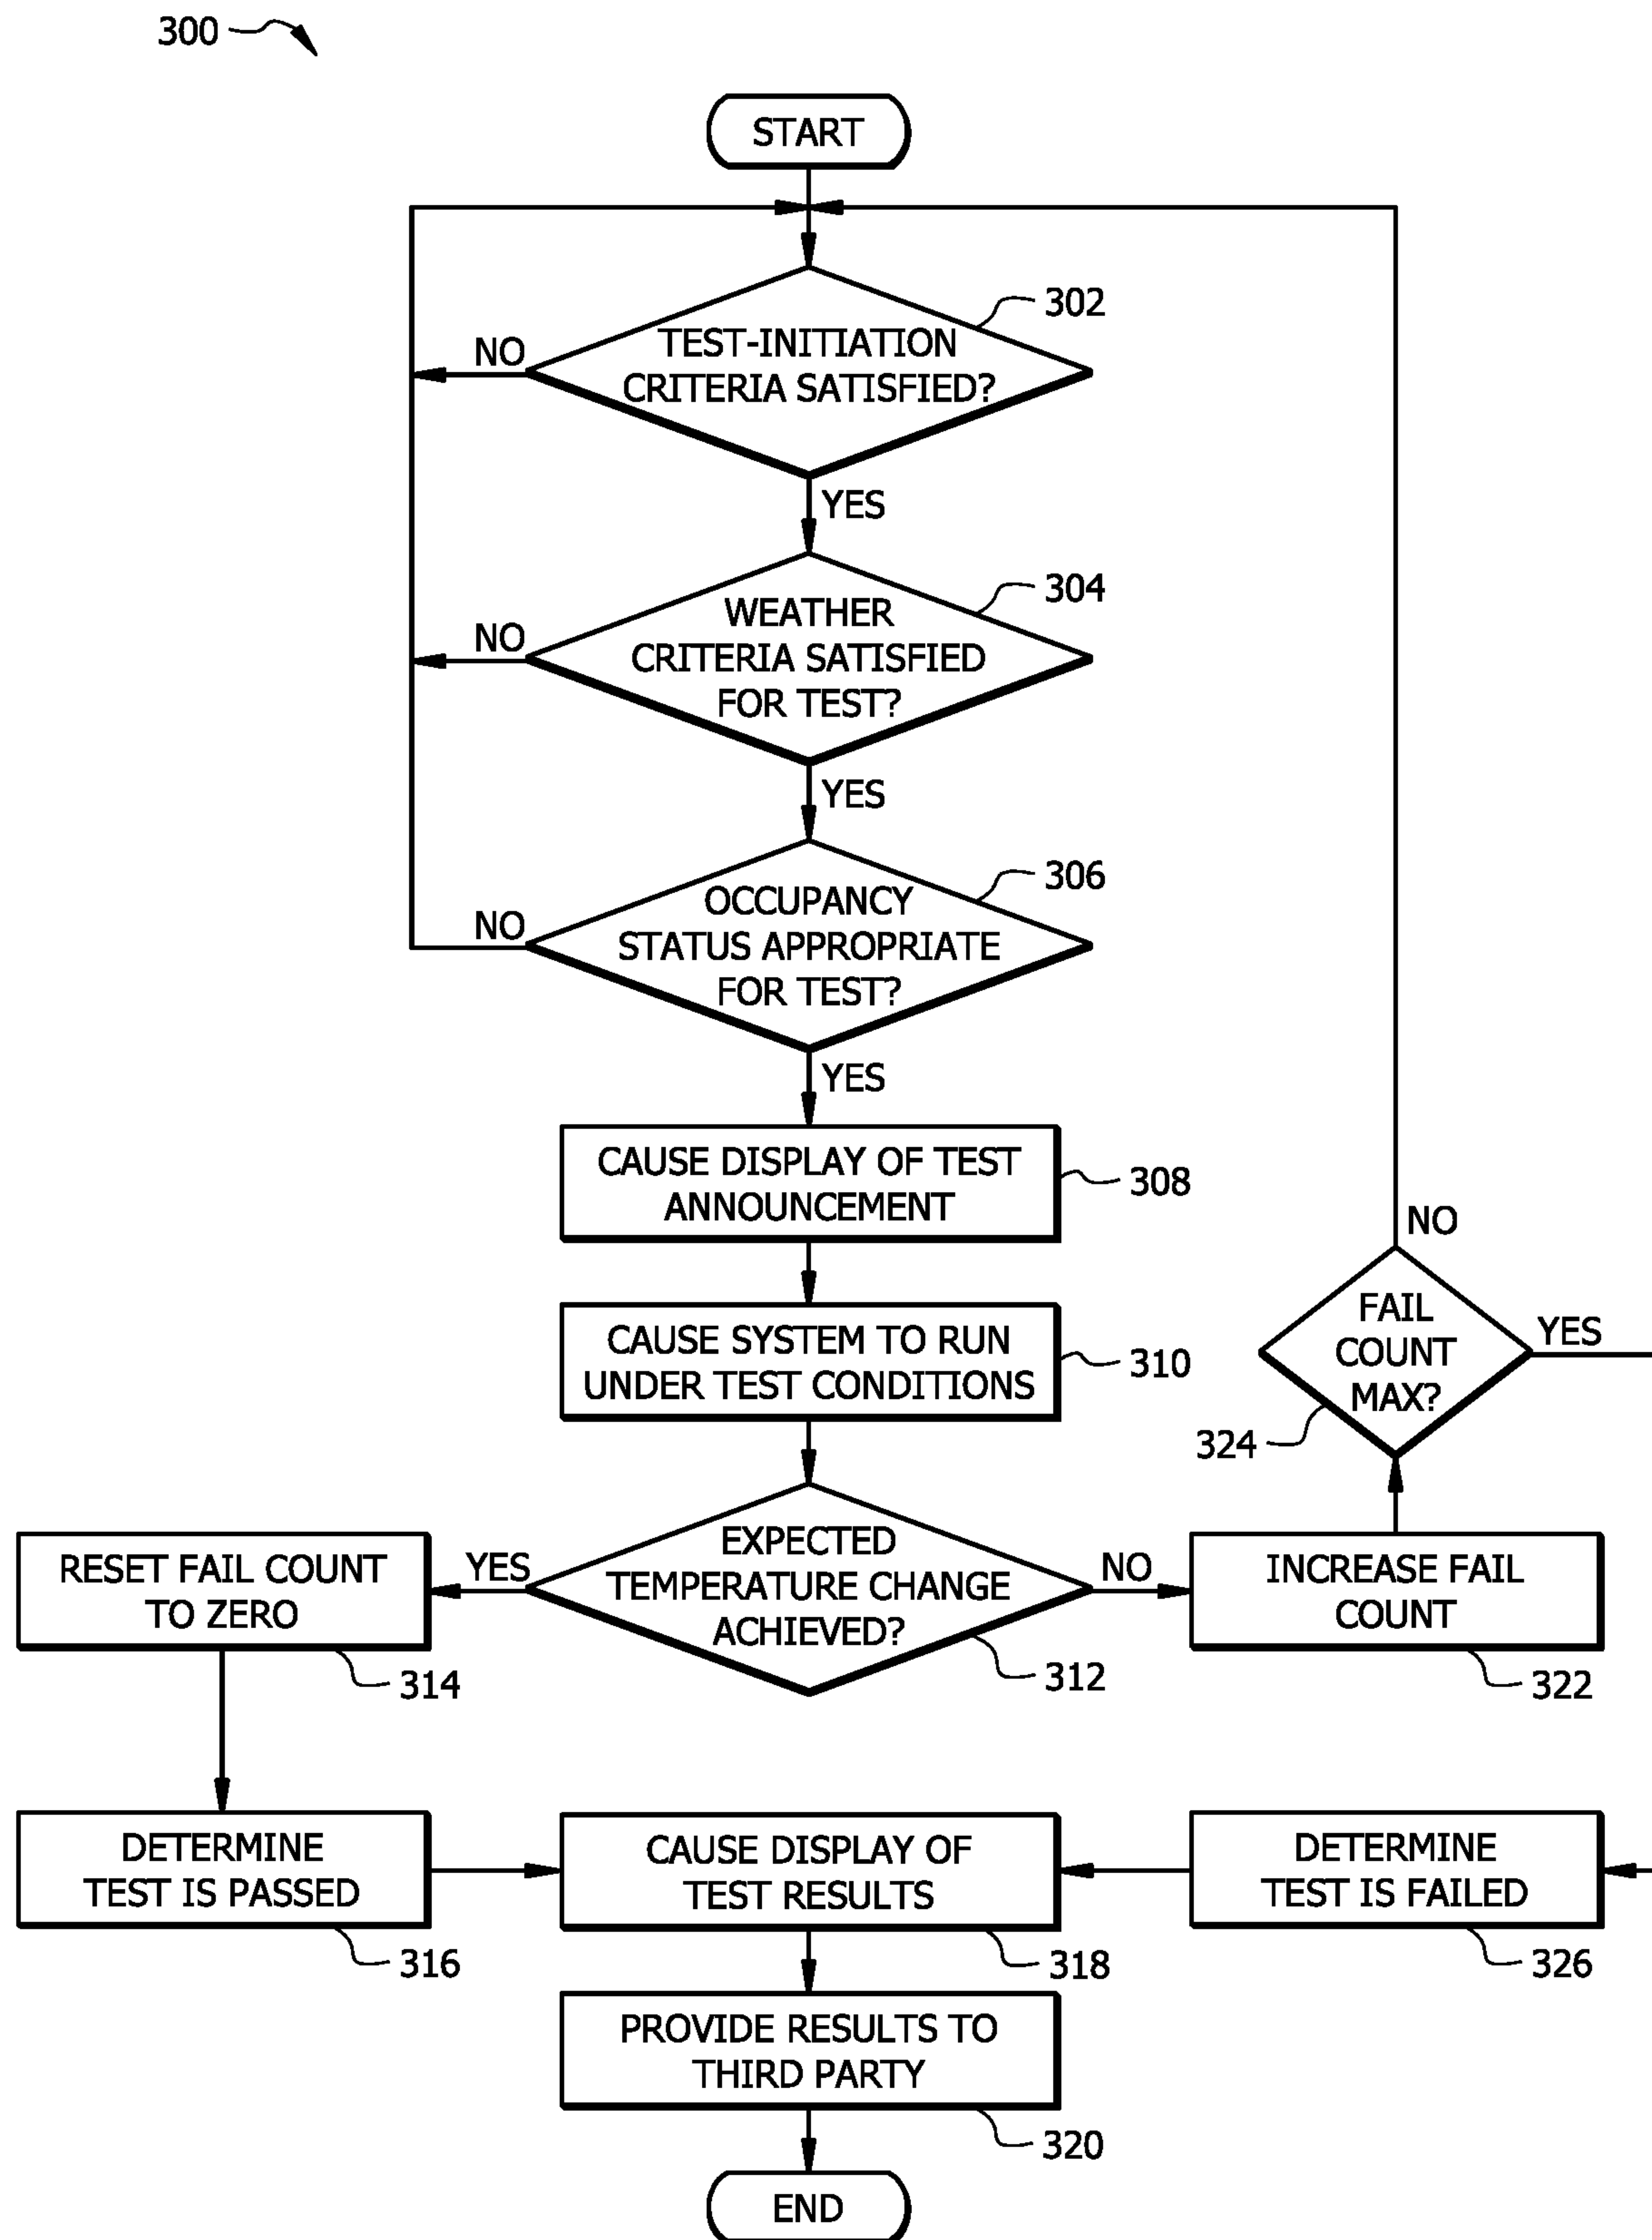 300
START
302
TEST-INITIATION
CRITERIA SATISFIED?
NO
YES
304
WEATHER
CRITERIA SATISFIED
FOR TEST?
NO
YES
306
OCCUPANCY
STATUS APPROPRIATE
FOR TEST?
NO
YES
CAUSE DISPLAY OF TEST
ANNOUNCEMENT
308
CAUSE SYSTEM TO RUN
UNDER TEST CONDITIONS
310
NO
FAIL
COUNT
MAX?
YES
324
EXPECTED
TEMPERATURE CHANGE
ACHIEVED?
312
YES
NO
RESET FAIL COUNT
TO ZERO
314
INCREASE FAIL
COUNT
322
DETERMINE
TEST IS PASSED
316
CAUSE DISPLAY OF
TEST RESULTS
318
DETERMINE
TEST IS FAILED
326
PROVIDE RESULTS TO
THIRD PARTY
320
END